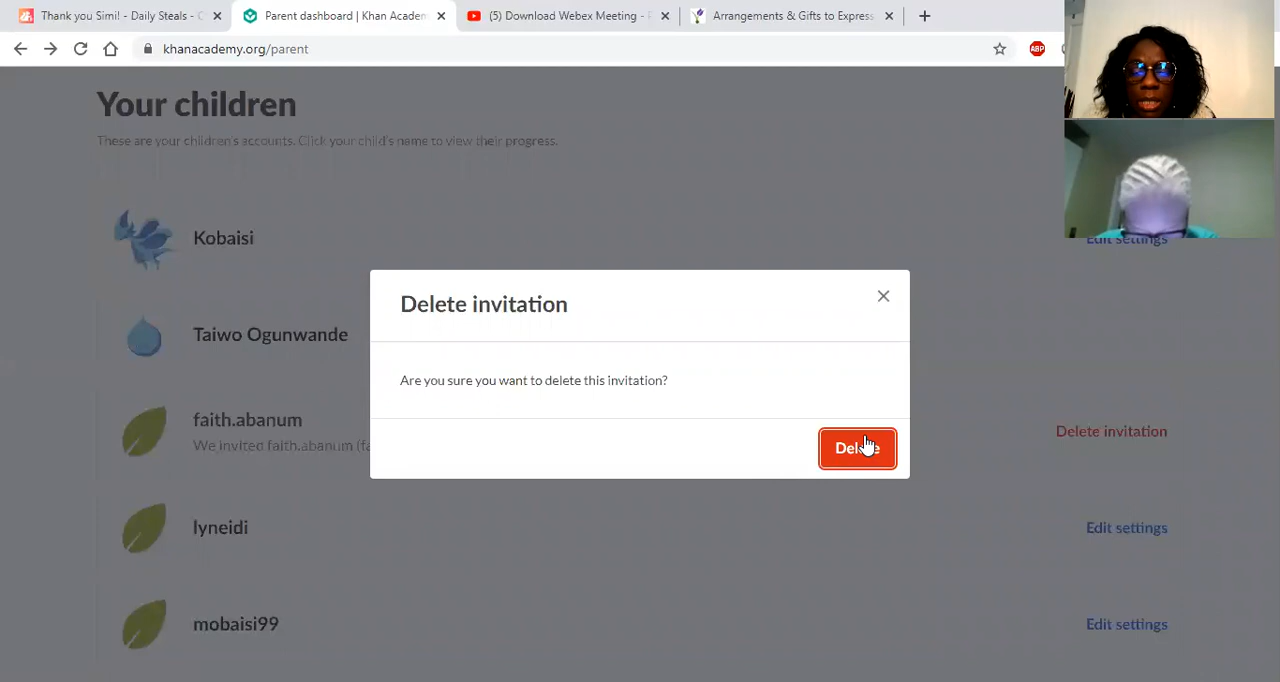 Thank you Simi! - Daily Steals -
Parent dashboard | Khan Academ
(5) Download Webex Meeting -
Arrangements & Gifts to Express
khanacademy.org/parent
ABP
Your children
These are your children's accounts. Click your child's name to view their progress.
Kobaisi
Edit settings
Delete invitation
Taiwo Ogunwande
Are you sure you want to delete this invitation?
faith.abanum
We invited faith.abanum (fa
Delete invitation
Delete
lyneidi
Edit settings
mobaisi99
Edit settings